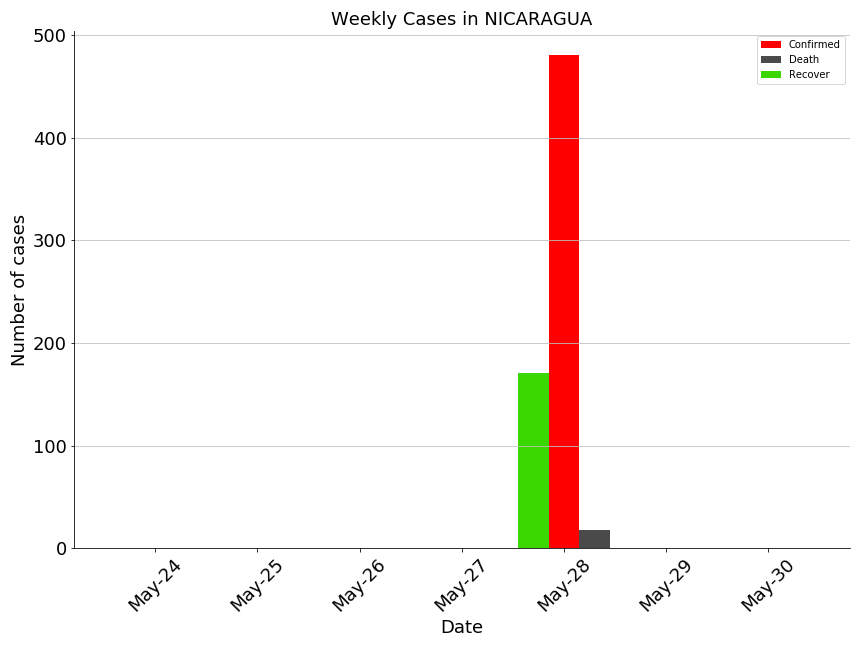 Weekly Cases in NICARAGUA
Confirmed
Death
Recover
Number of cases
500
400
300
200
100
0
May-24
May-25
May-26
May-27
May-28
May-29
May-30
Date